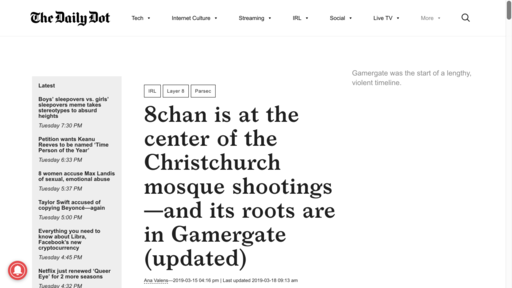 The Daily Dot
Tech Internet Culture Streaming IRL Social Live TV More
Gamergate was the start of a lengthy,
violent timeline.
Latest
Boys' sleepovers vs. girls'
sleepovers meme takes
stereotypes to absurd
heights
Tuesday 7:30 PM
Petition wants Keanu
Reeves to be named 'Time
Person of the Year'
Tuesday 6:33 PM
8 women accuse Max Landis
of sexual, emotional abuse
Tuesday 5:37 PM
Taylor Swift accused of
copying Beyoncé—again
Tuesday 5:00 PM
Everything you need to
know about Libra,
Facebook's new
cryptocurrency
Tuesday 4:45 PM
Netflix just renewed 'Queer
Eye' for 2 more seasons
Tuesday 4:32 PM
IRL Layer 8 Parsec
8chan is at the
center of the
Christchurch
mosque shootings
—and its roots are
in Gamergate
(updated)
Ana Valens—2019-03-15 04:16 pm | Last updated 2019-03-18 09:15 am